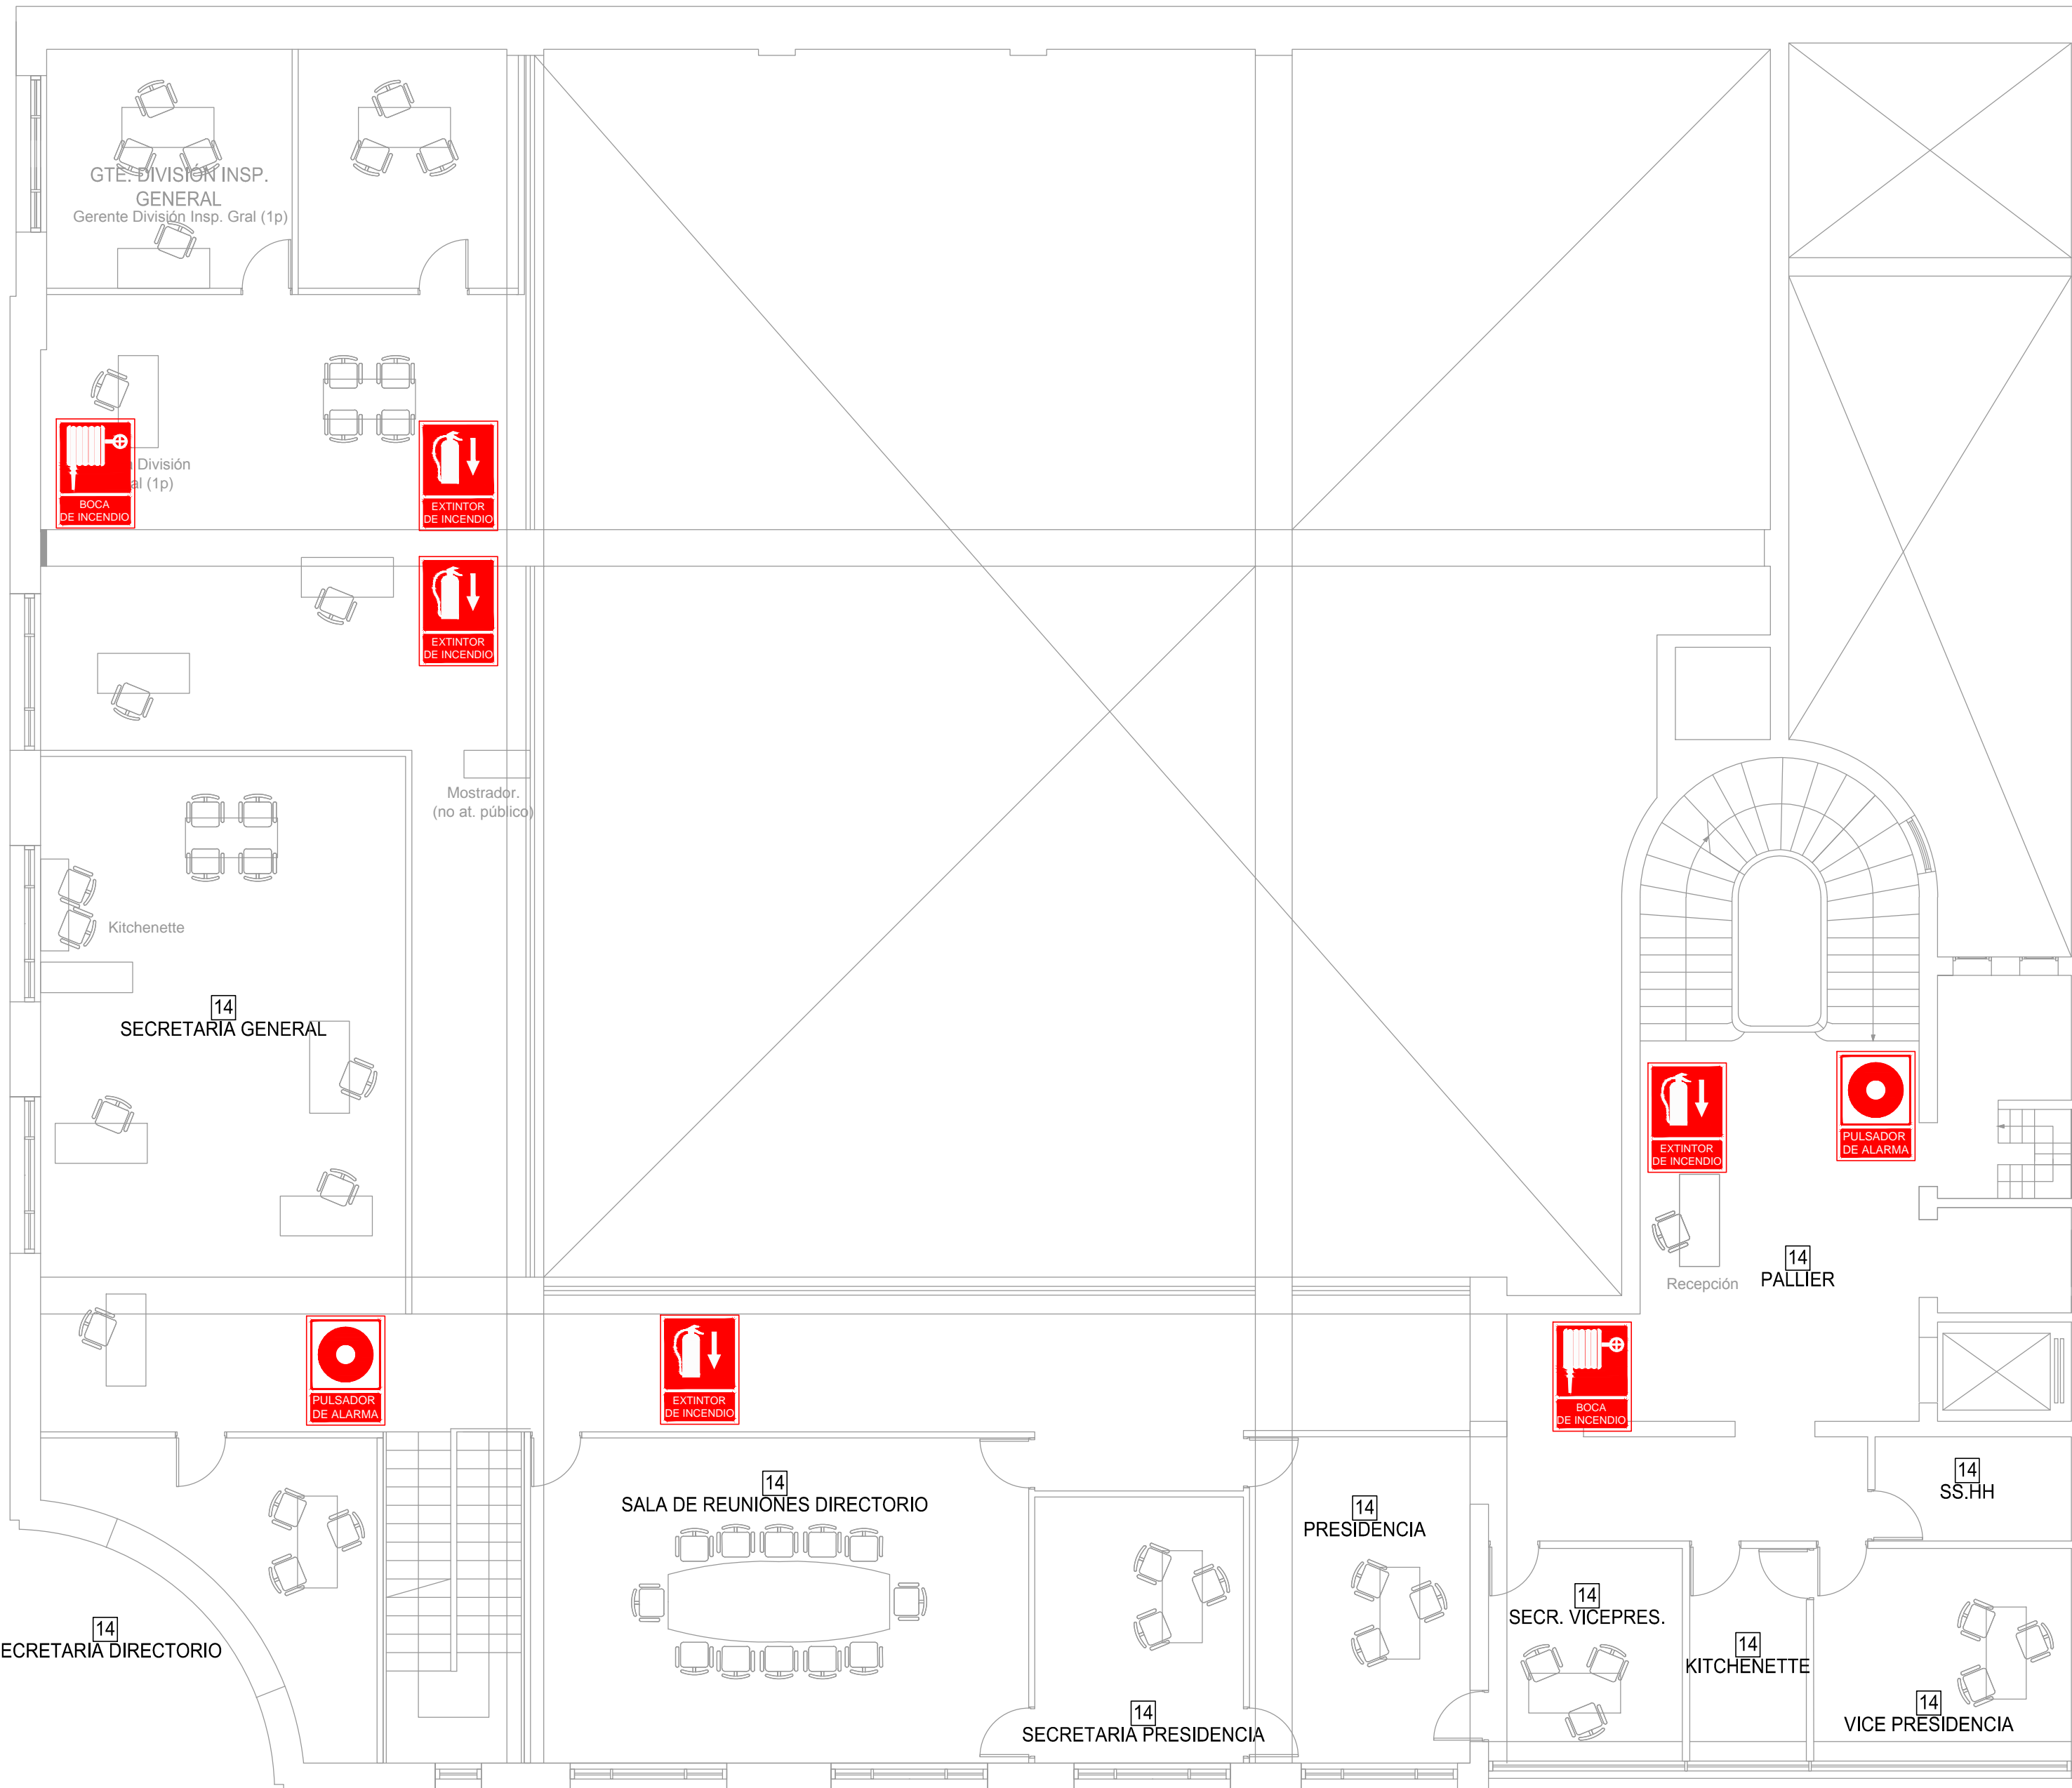 GTE. DIVISIÓN INSP.
GENERAL
Gerente División Insp. Gral (1p)
División
(1p)
BOCA
DE INCENDIO
EXTINTOR
DE INCENDIO
EXTINTOR
DE INCENDIO
Mostrador.
(no at. público)
Kitchenette
14
SECRETARIA GENERAL
EXTINTOR
DE INCENDIO
PULSADOR
DE ALARMA
14
PALLIER
Recepción
PULSADOR
DE ALARMA
EXTINTOR
DE INCENDIO
BOCA
DE INCENDIO
14
SALA DE REUNIONES DIRECTORIO
14
PRESIDENCIA
14
SS.HH
14
SECR. VICEPRES.
14
ECRETARIA DIRECTORIO
14
KITCHENETTE
14
SECRETARIA PRESIDENCIA
14
VICE PRESIDENCIA